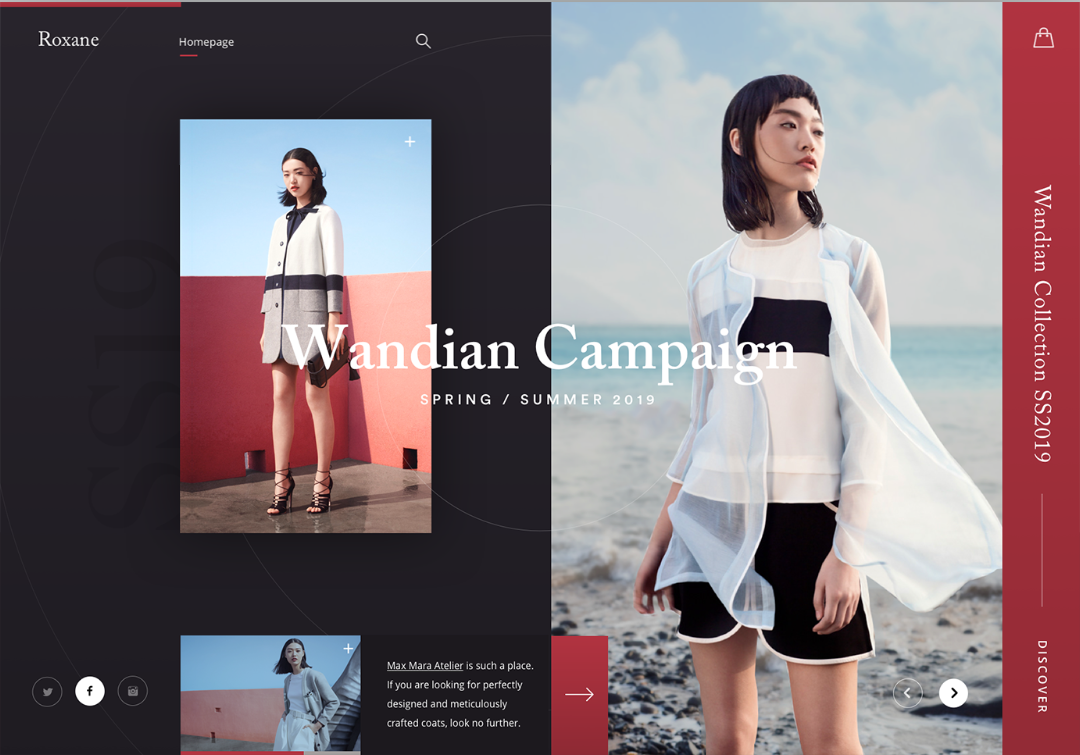 Roxane
Homepage
SS19
Wandian Campaign
SPRING / SUMMER 2019
Max Mara Atelier is such a place.
If you are looking for perfectly
designed and meticulously
crafted coats, look no further.
Wandian Collection SS2019
DISCOVER